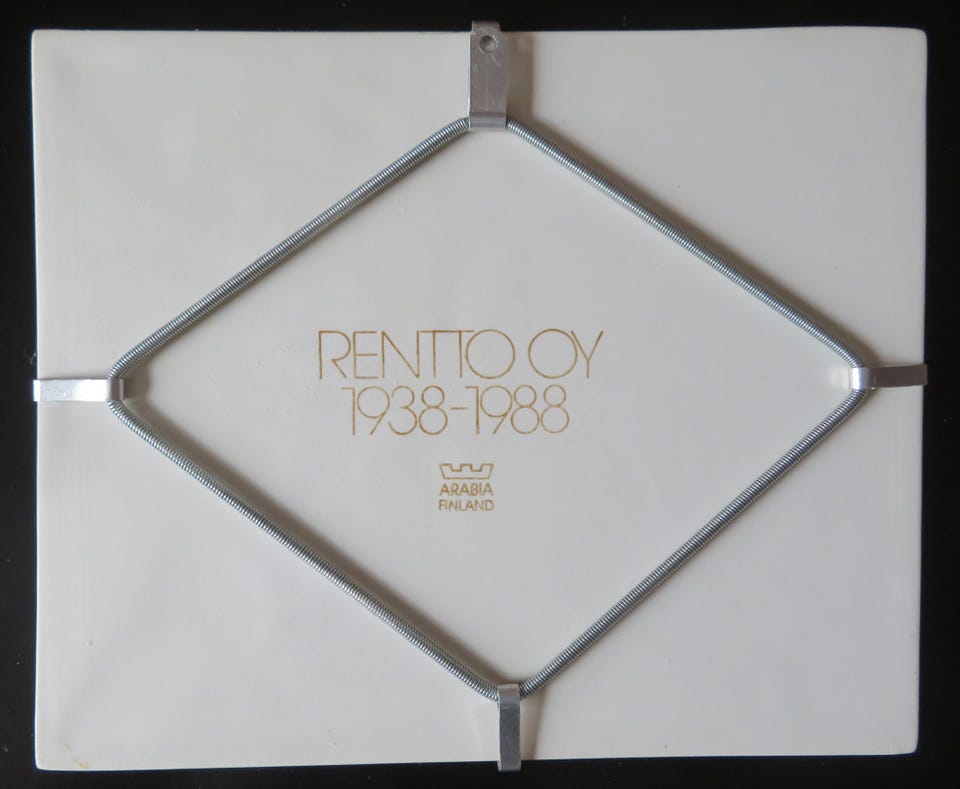 RENTTO OY
1938-1988
ARABIA
FINLAND